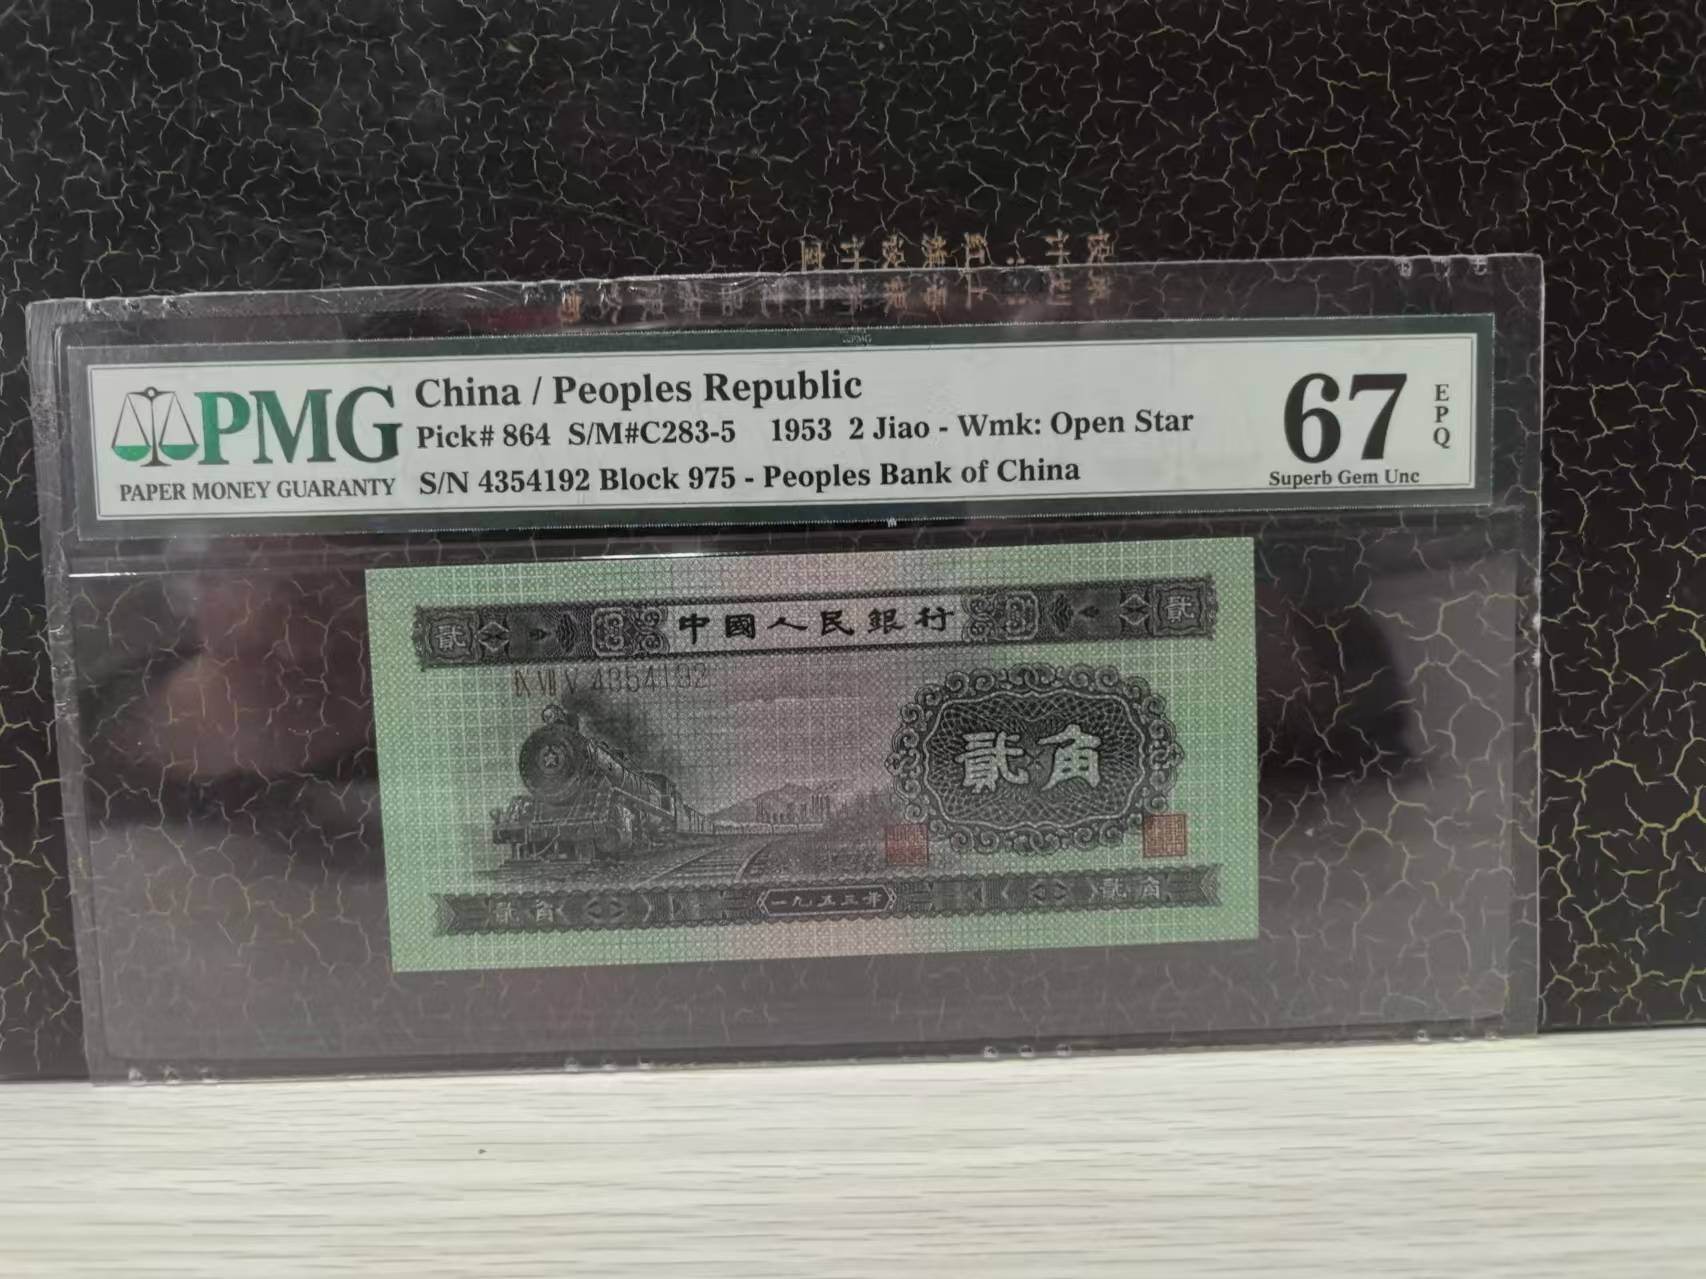 PMG
PAPER MONEY GUARANTY
China / Peoples Republic
Pick# 864 S/M#C283-5 1953 2 Jiao - Wmk: Open Star
S/N 4354192 Block 975 - Peoples Bank of China
67
EPQ
Superb Gem Unc
貳 中國人民銀行 貳
IX VII V 4354192
貳角
貳角 一九五三年 貳角